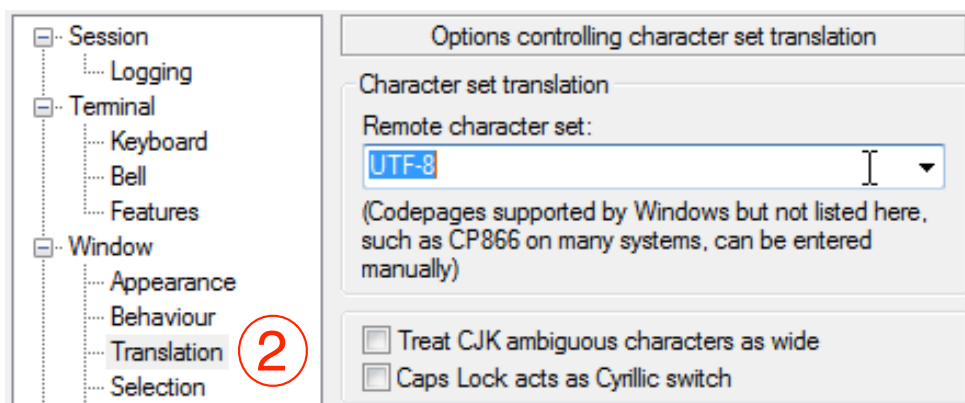 Session
Logging
Terminal
Keyboard
Bell
Features
Window
Appearance
Behaviour
Translation
②
Selection
Options controlling character set translation
Character set translation
Remote character set:
UTF-8
(Codepages supported by Windows but not listed here,
such as CP866 on many systems, can be entered
manually)
Treat CJK ambiguous characters as wide
Caps Lock acts as Cyrillic switch